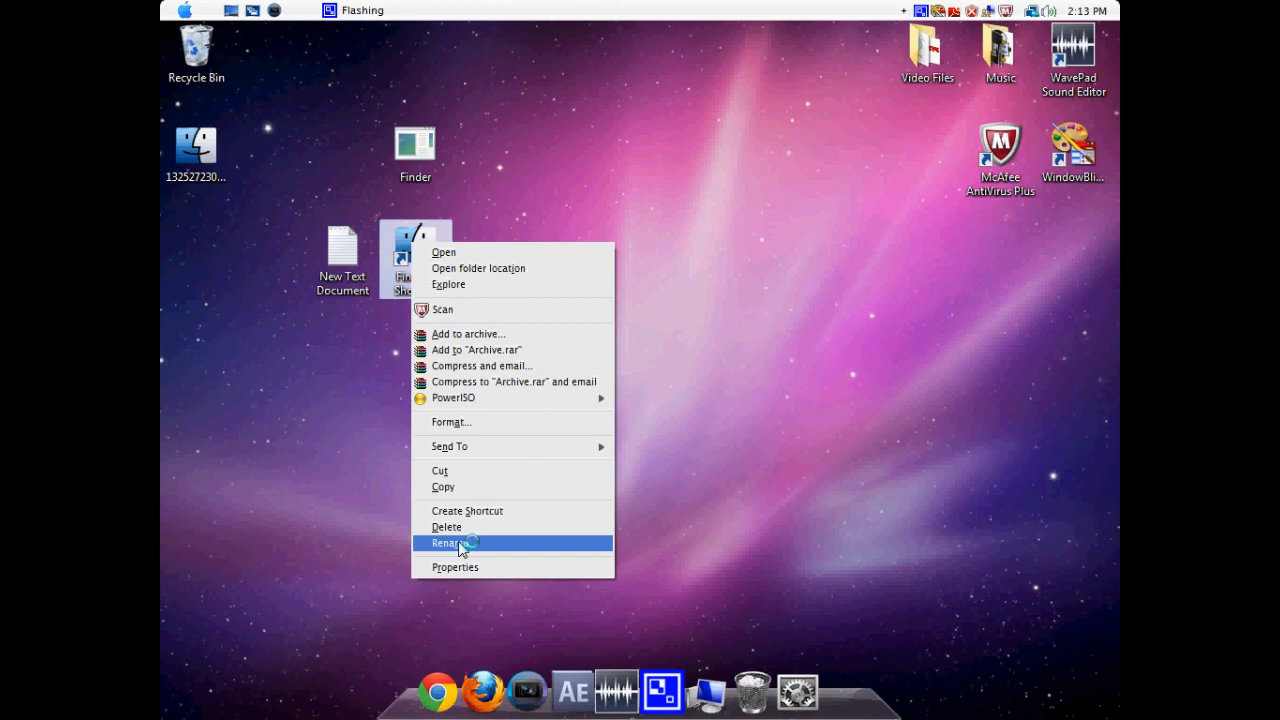 Flashing
2:13 PM
Recycle Bin
Video Files
Music
WavePad
Sound Editor
132527230...
Finder
McAfee
AntiVirus Plus
WindowBli...
New Text
Document
Open
Open folder location
Explore
Scan
Add to archive...
Add to "Archive.rar"
Compress and email...
Compress to "Archive.rar" and email
PowerISO
Format...
Send To
Cut
Copy
Create Shortcut
Delete
Properties
AE